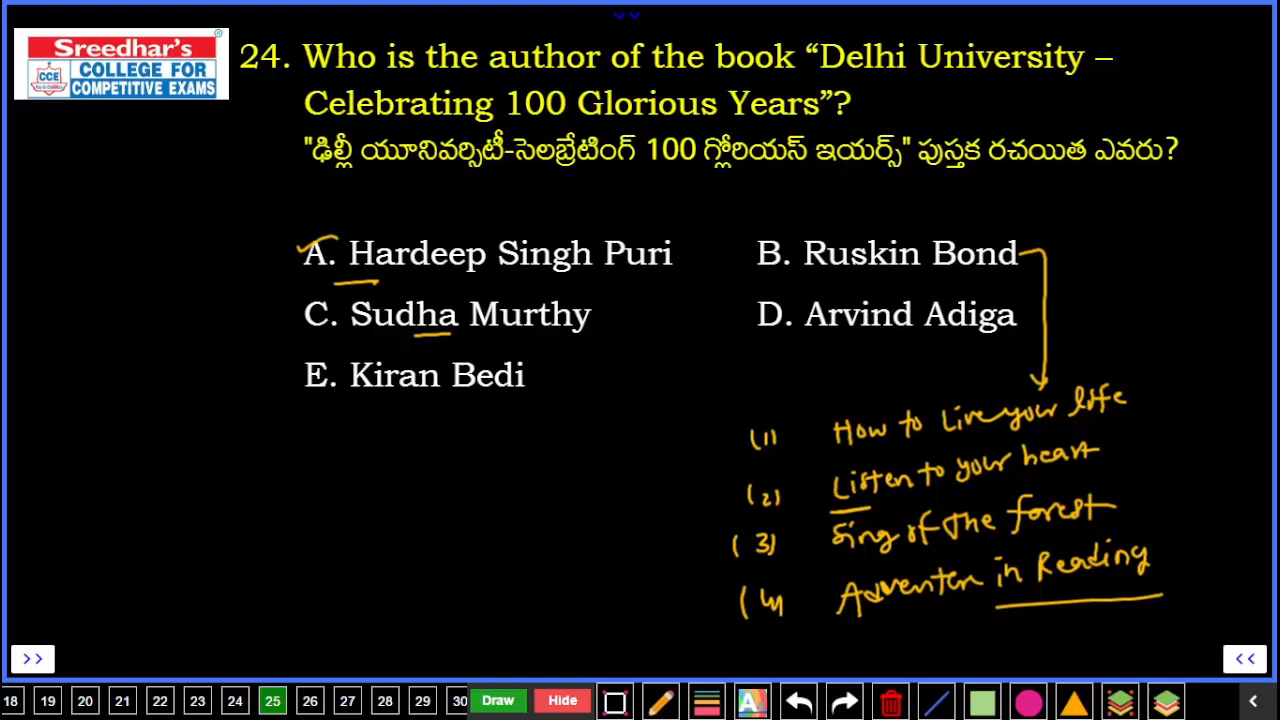 Sreedhar's
CCE
COLLEGE FOR
COMPETITIVE EXAMS
24. Who is the author of the book “Delhi University –
Celebrating 100 Glorious Years”?
"ఢిల్లీ యూనివర్సిటీ-సెలబ్రేటింగ్ 100 గ్లోరియస్ ఇయర్స్" పుస్తక రచయిత ఎవరు?
A. Hardeep Singh Puri
B. Ruskin Bond
C. Sudha Murthy
D. Arvind Adiga
E. Kiran Bedi
(1) How to Live your life
(2) Listen to your heart
(3) Sing of the forest
(4) Adventer in Reading
>>
<<
18 19 20 21 22 23 24 25 26 27 28 29 30 Draw Hide A <